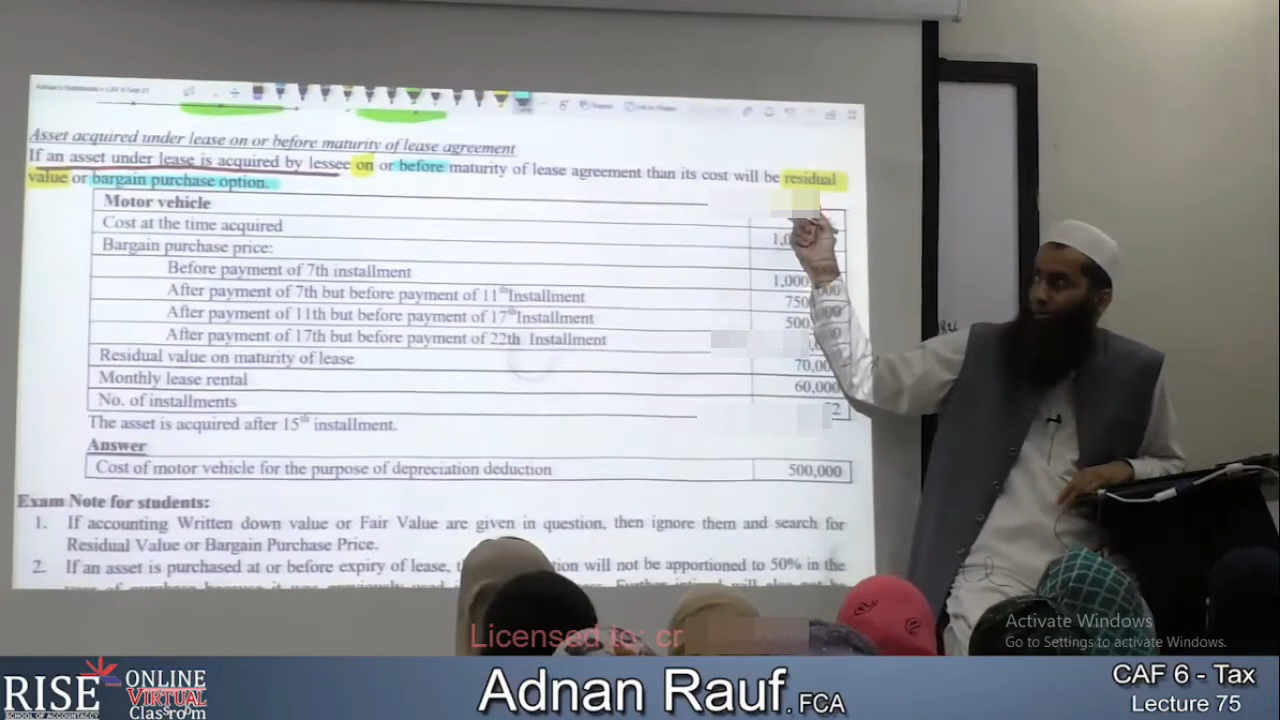 Asset acquired under lease on or before maturity of lease agreement
If an asset under lease is acquired by lessee on or before maturity of lease agreement than its cost will be residual
value or bargain purchase option.
Motor vehicle
Cost at the time acquired
Bargain purchase price:
Before payment of 7th installment 1,000,000
After payment of 7th but before payment of 11th Installment 750
After payment of 11th but before payment of 17th Installment 500
After payment of 17th but before payment of 22th Installment
Residual value on maturity of lease 70,00
Monthly lease rental 60,000
No. of installments
The asset is acquired after 15th installment.
Answer
Cost of motor vehicle for the purpose of depreciation deduction 500,000
Exam Note for students:
1. If accounting Written down value or Fair Value are given in question, then ignore them and search for
Residual Value or Bargain Purchase Price.
2. If an asset is purchased at or before expiry of lease, tion will not be apportioned to 50% in the
Licensed to: cr
Activate Windows
Go to Settings to activate Windows.
RISE
SCHOOL OF ACCOUNTANCY
ONLINE
VIRTUAL
Classroom
Adnan Rauf. FCA
CAF 6 - Tax
Lecture 75